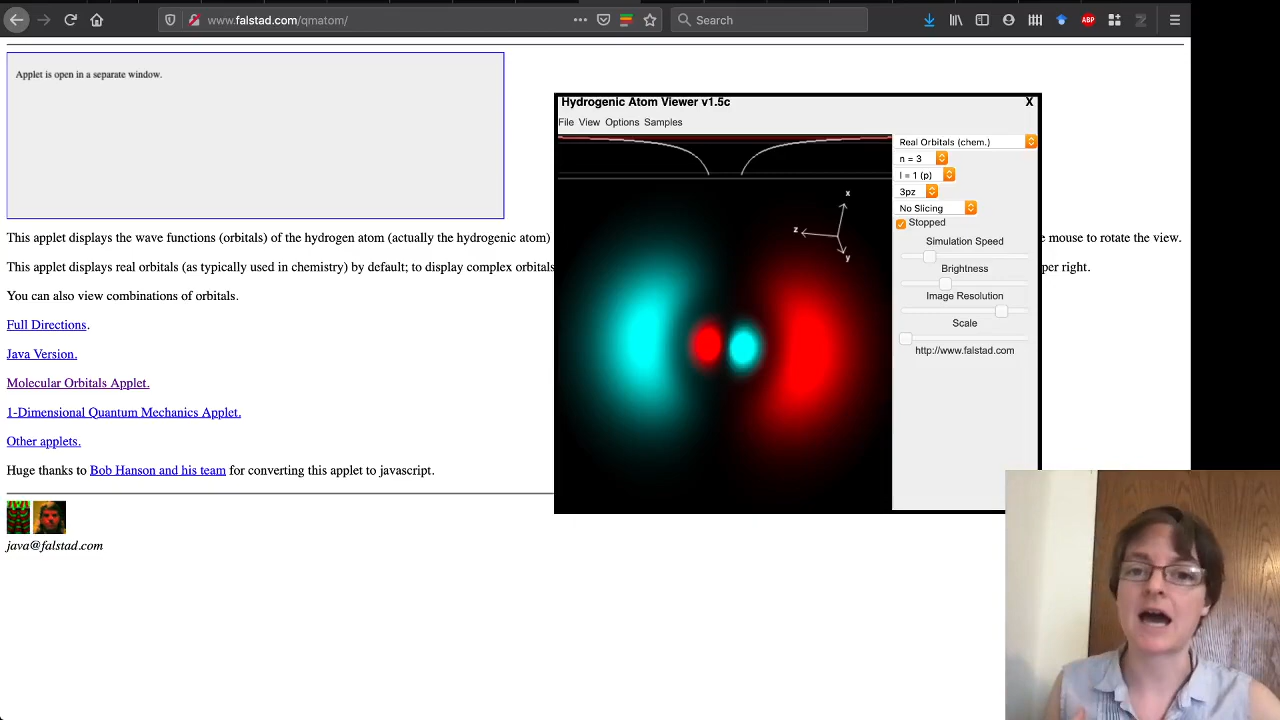 www.falstad.com/qmatom/
Search
ABP
Applet is open in a separate window.
Hydrogenic Atom Viewer v1.5c
X
File View Options Samples
Real Orbitals (chem.)
n = 3
l = 1 (p)
3pz
No Slicing
Stopped
Simulation Speed
Brightness
Image Resolution
Scale
http://www.falstad.com
x
z
y
This applet displays the wave functions (orbitals) of the hydrogen atom (actually the hydrogenic atom) e mouse to rotate the view.
This applet displays real orbitals (as typically used in chemistry) by default; to display complex orbitals per right.
You can also view combinations of orbitals.
Full Directions.
Java Version.
Molecular Orbitals Applet.
1-Dimensional Quantum Mechanics Applet.
Other applets.
Huge thanks to Bob Hanson and his team for converting this applet to javascript.
java@falstad.com